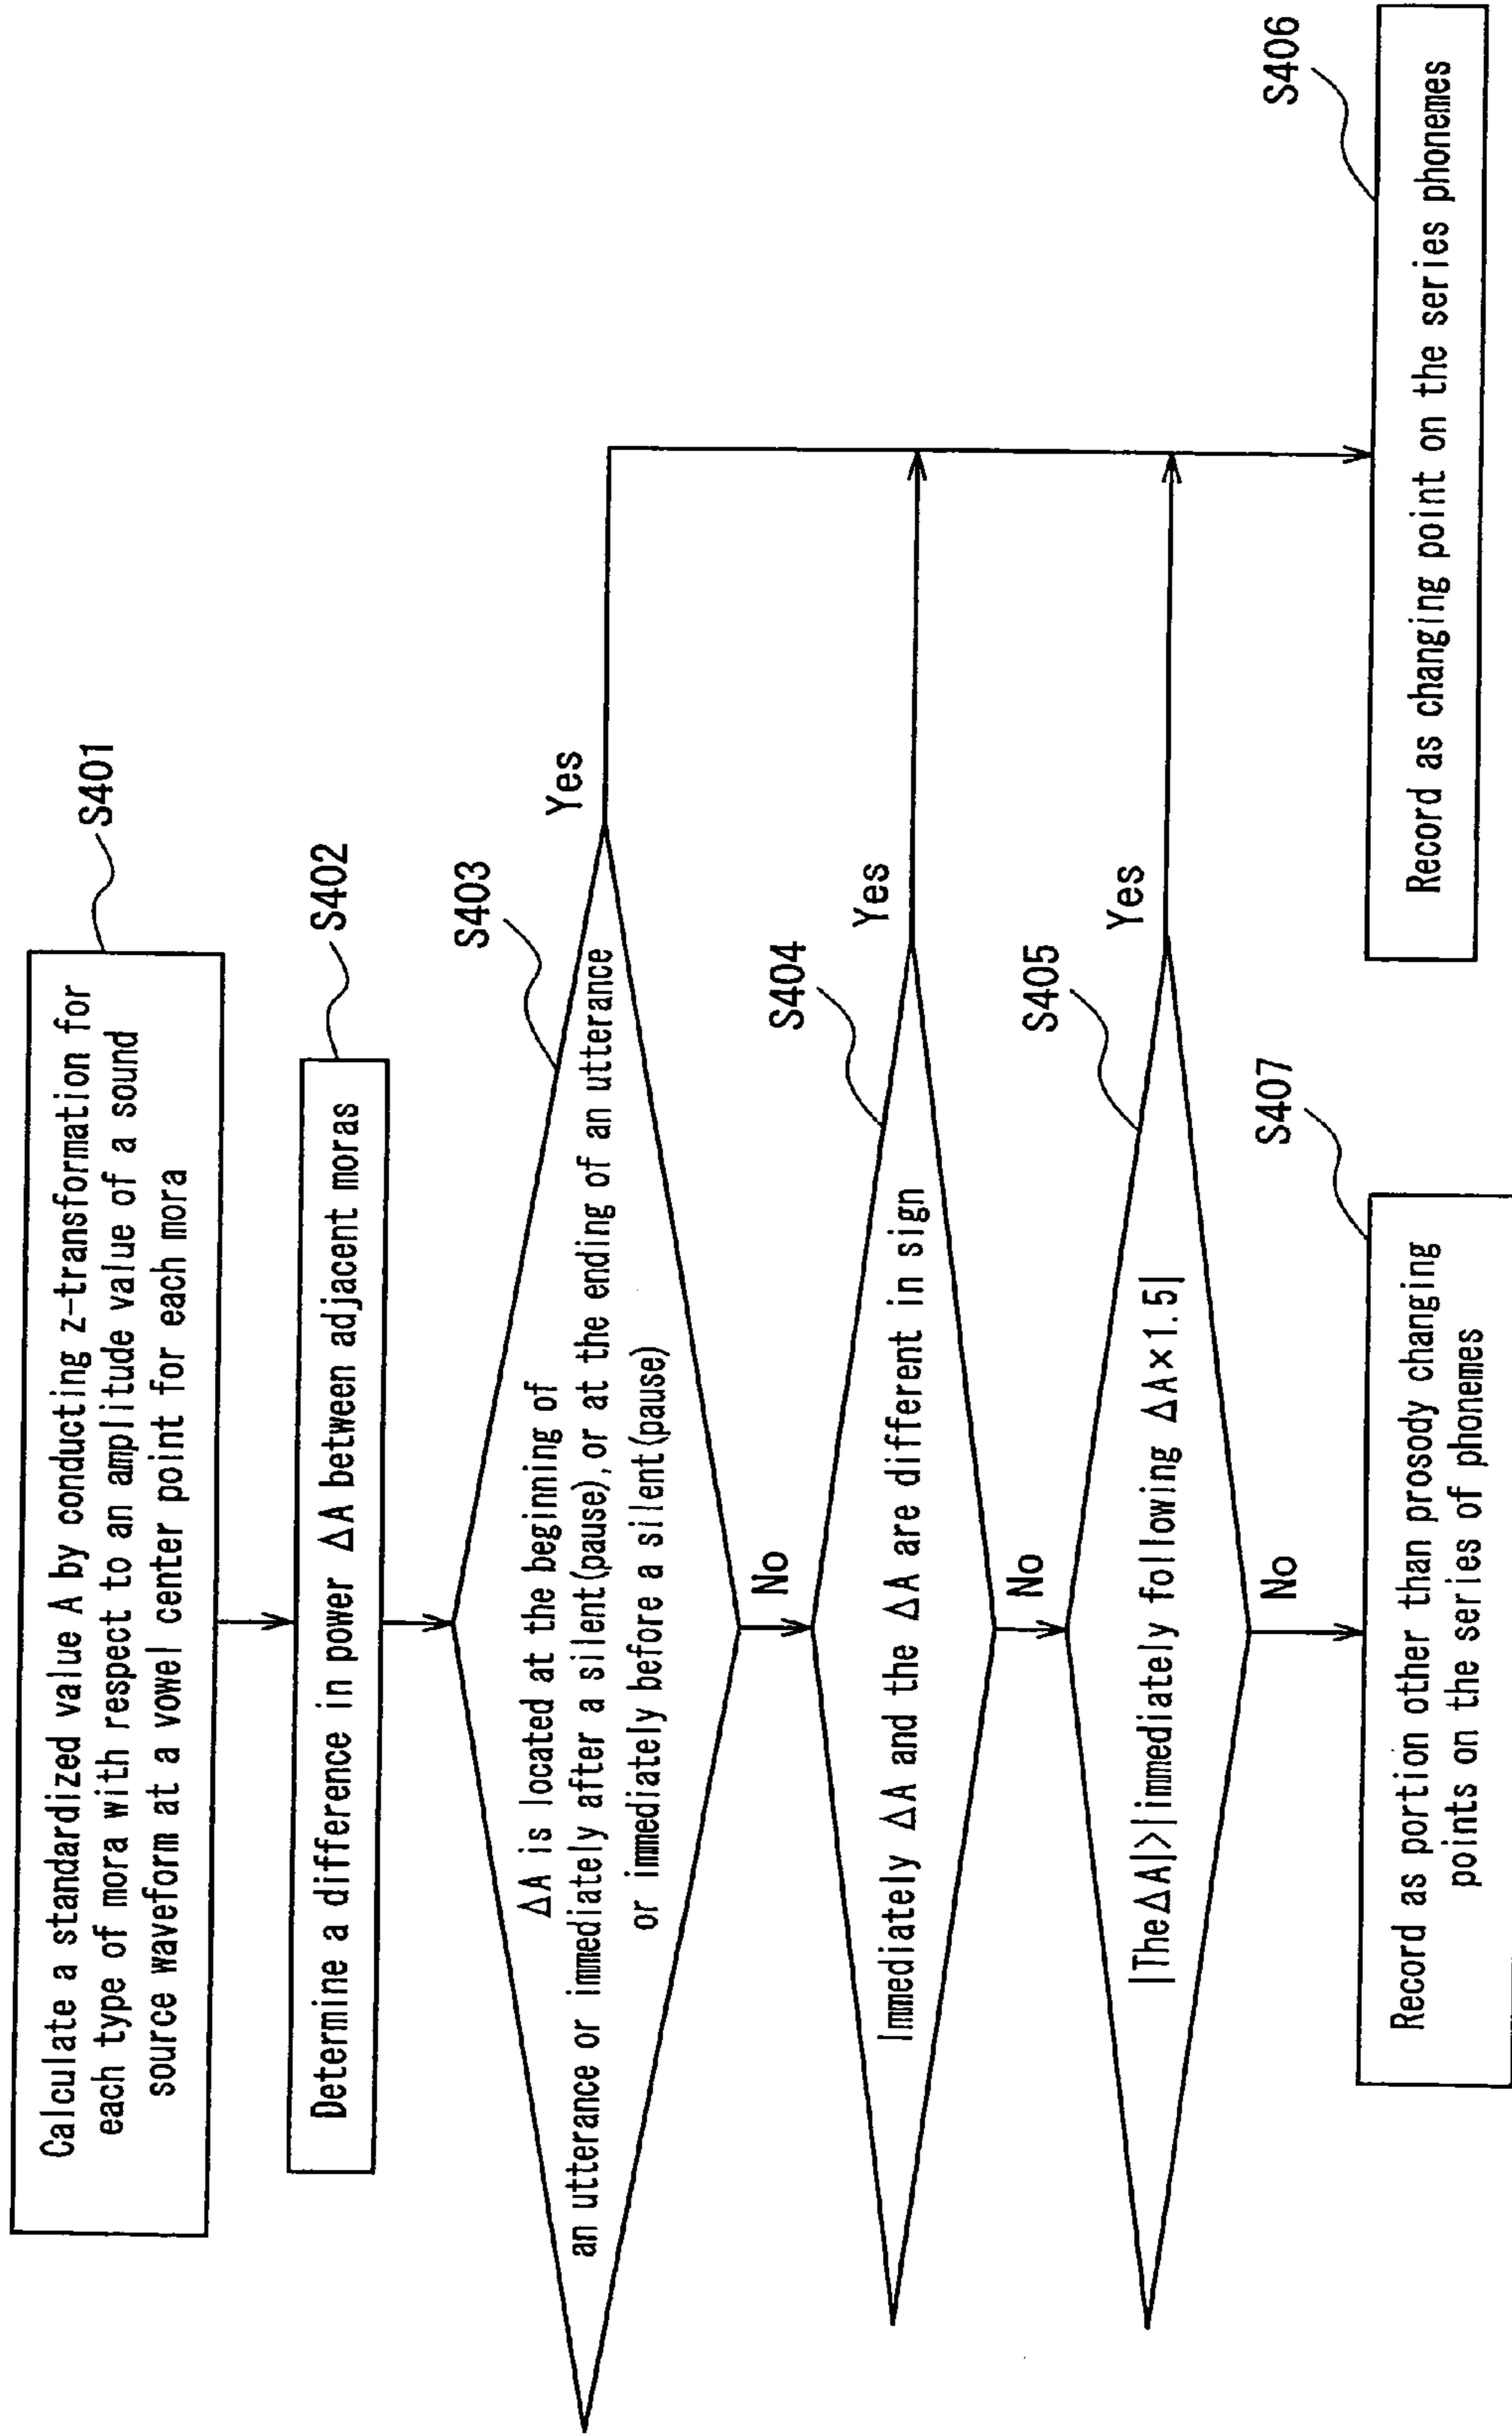 Calculate a standardized value A by conducting z-transformation for
each type of mora with respect to an amplitude value of a sound
source waveform at a vowel center point for each mora
S401
Determine a difference in power ΔA between adjacent moras
S402
ΔA is located at the beginning of
an utterance or immediately after a silent(pause), or at the ending of an utterance
or immediately before a silent(pause)
S403
Yes
No
Immediately ΔA and the ΔA are different in sign
S404
Yes
No
|The ΔA|>|immediately following ΔA×1.5|
S405
Yes
No
Record as changing point on the series phonemes
S406
Record as portion other than prosody changing
points on the series of phonemes
S407